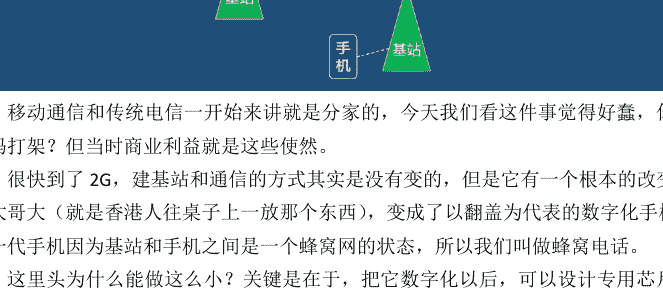 基站
手
机
基站
移动通信和传统电信一开始来讲就是分家的，今天我们看这件事觉得好蠢，
打架？但当时商业利益就是这些使然。
很快到了 2G，建基站和通信的方式其实是没有变的，但是它有一个根本的改变
大哥大（就是香港人往桌子上一放那个东西），变成了以翻盖为代表的数字化手机
一代手机因为基站和手机之间是一个蜂窝网的状态，所以我们叫做蜂窝电话。
这里头为什么能做这么小？关键是在于，把它数字化以后，可以设计专用芯片